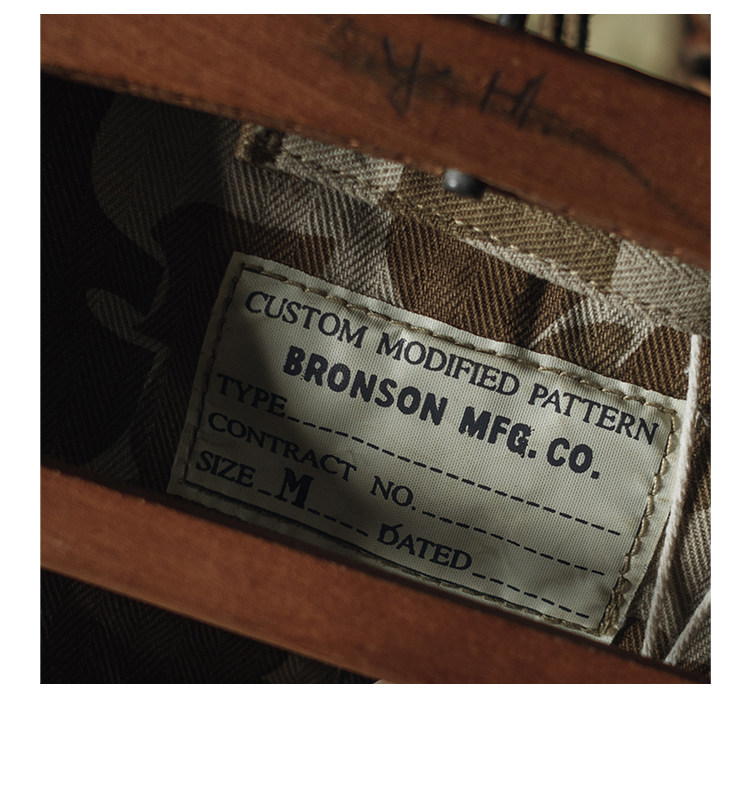 Y. H
CUSTOM MODIFIED PATTERN
BRONSON MFG. CO.
TYPE
CONTRACT NO.
SIZE M DATED